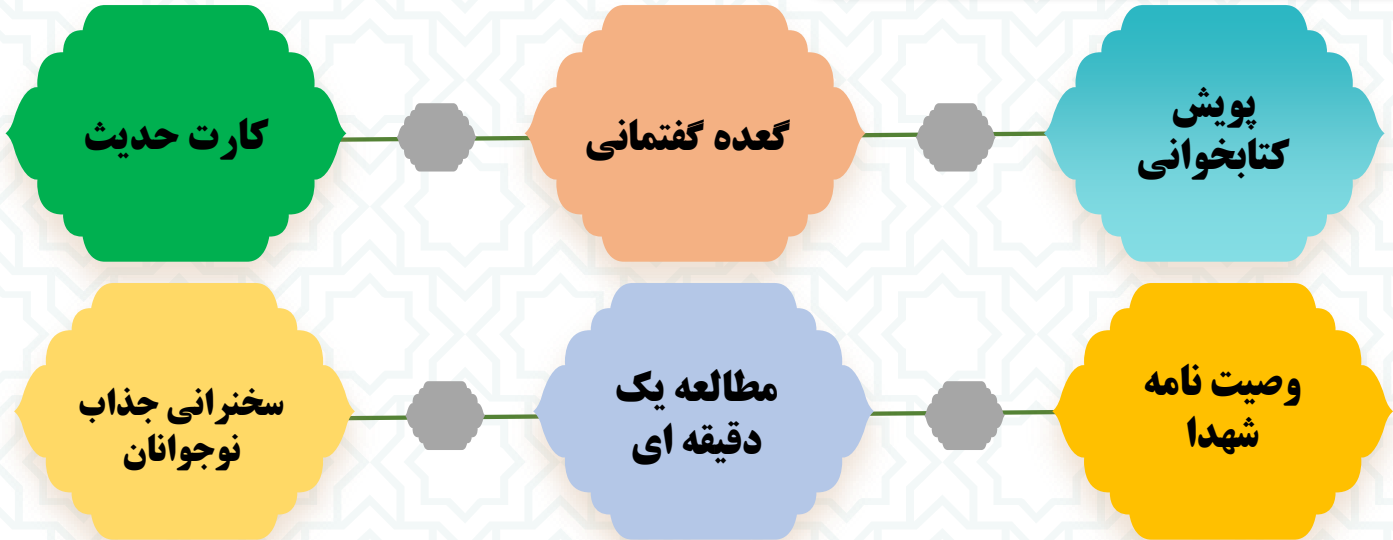 پویش
کتابخوانی
گعده گفتمانی
کارت حدیث
وصیت نامه
شهدا
مطالعه یک
دقیقه ای
سخنرانی جذاب
نوجوانان